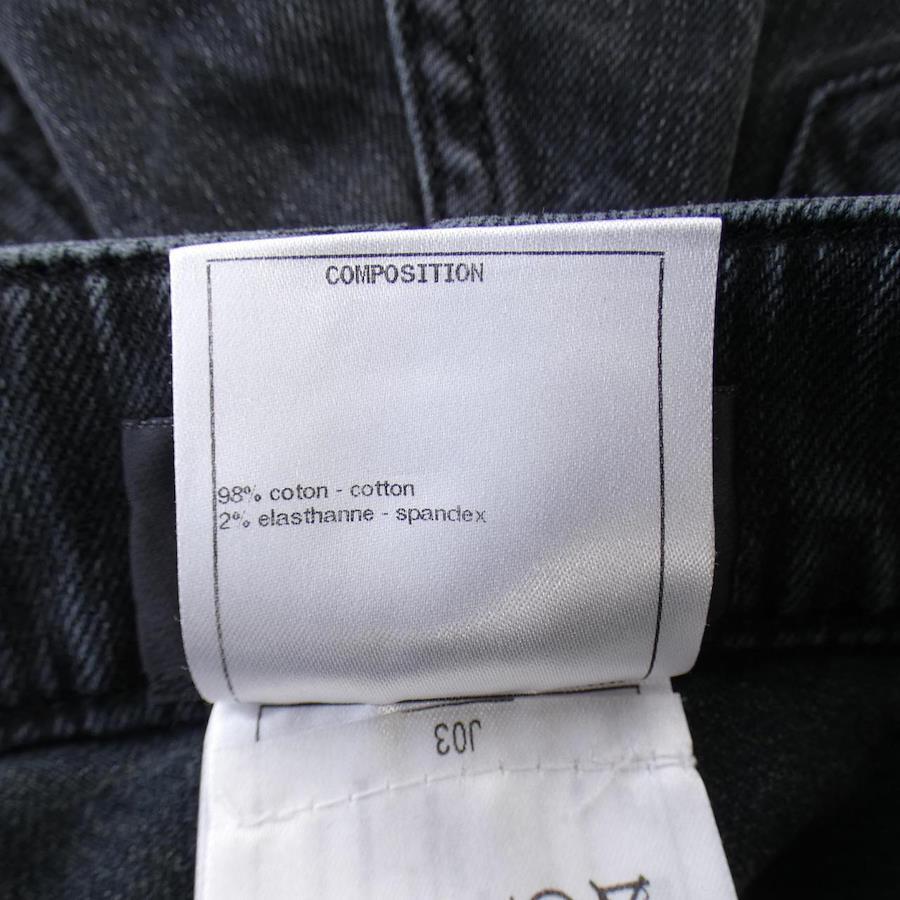 COMPOSITION
98% coton - cotton
2% elasthanne - spandex
J03